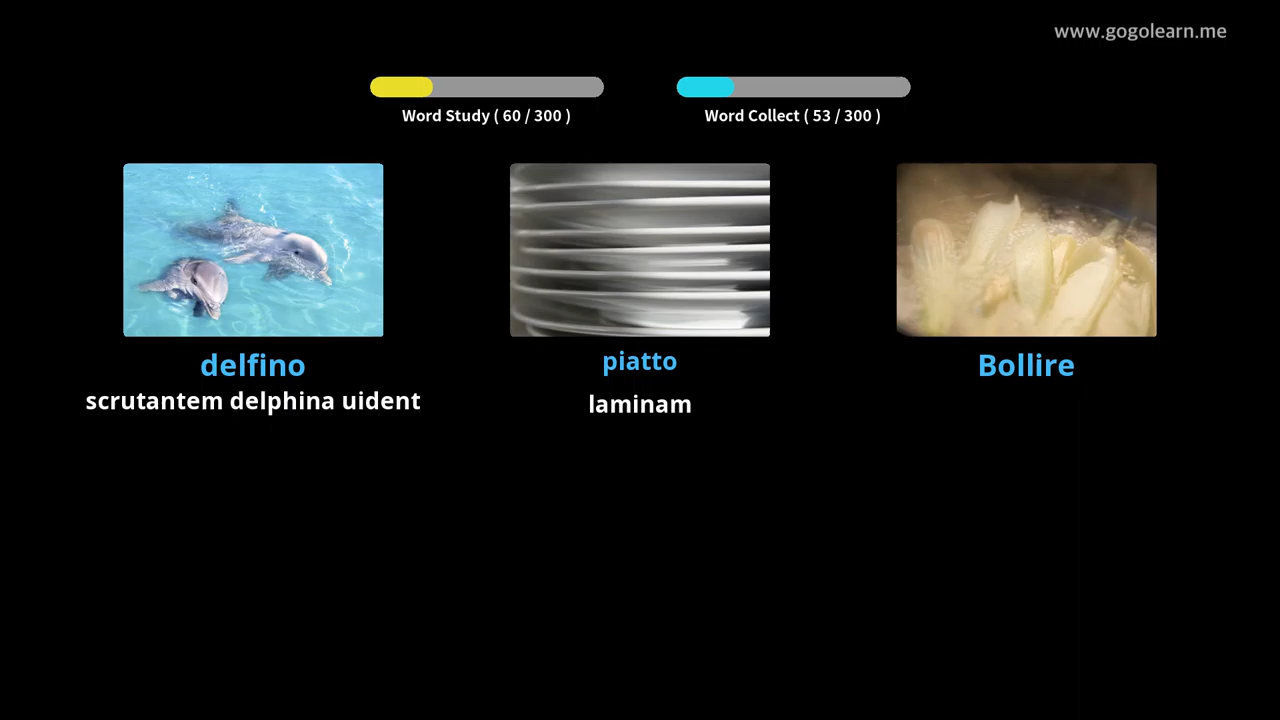 www.gogolearn.me
Word Study ( 60 / 300 )
Word Collect ( 53 / 300 )
delfino
scrutantem delphina uident
piatto
laminam
Bollire